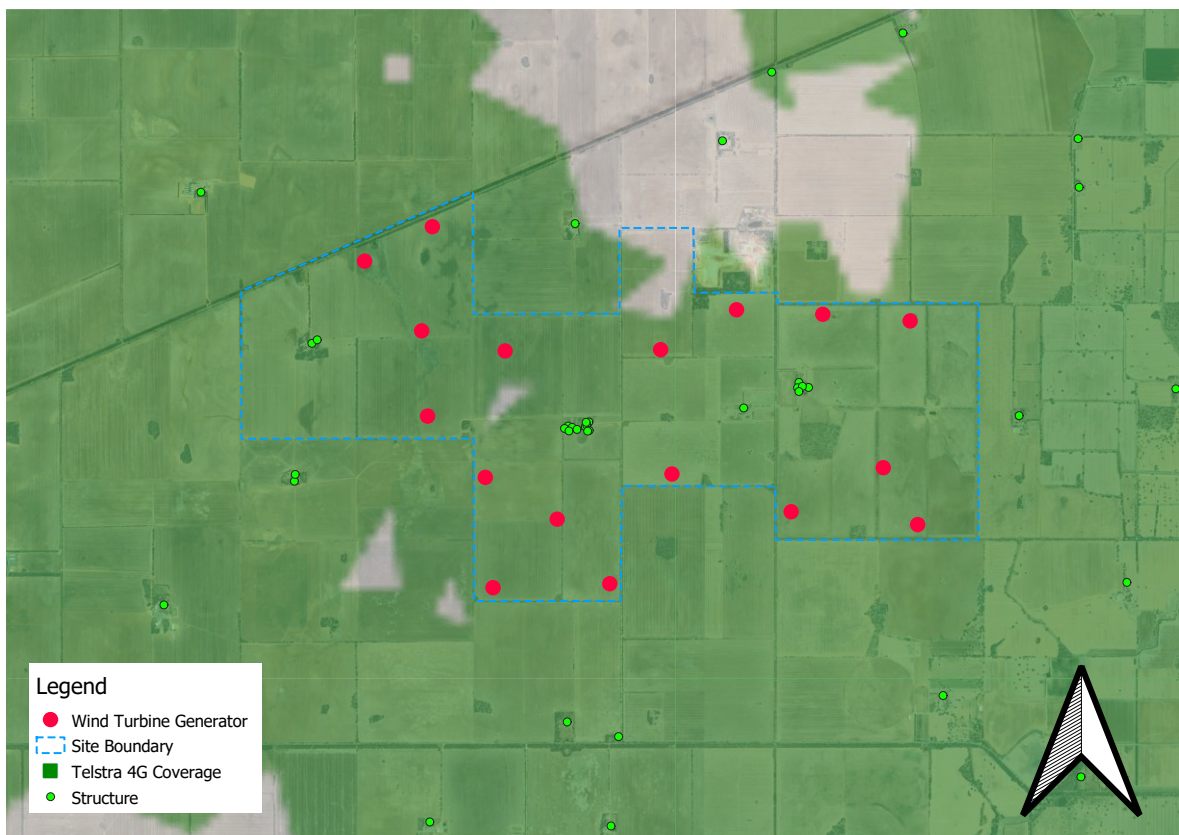 Legend
Wind Turbine Generator
Site Boundary
Telstra 4G Coverage
Structure